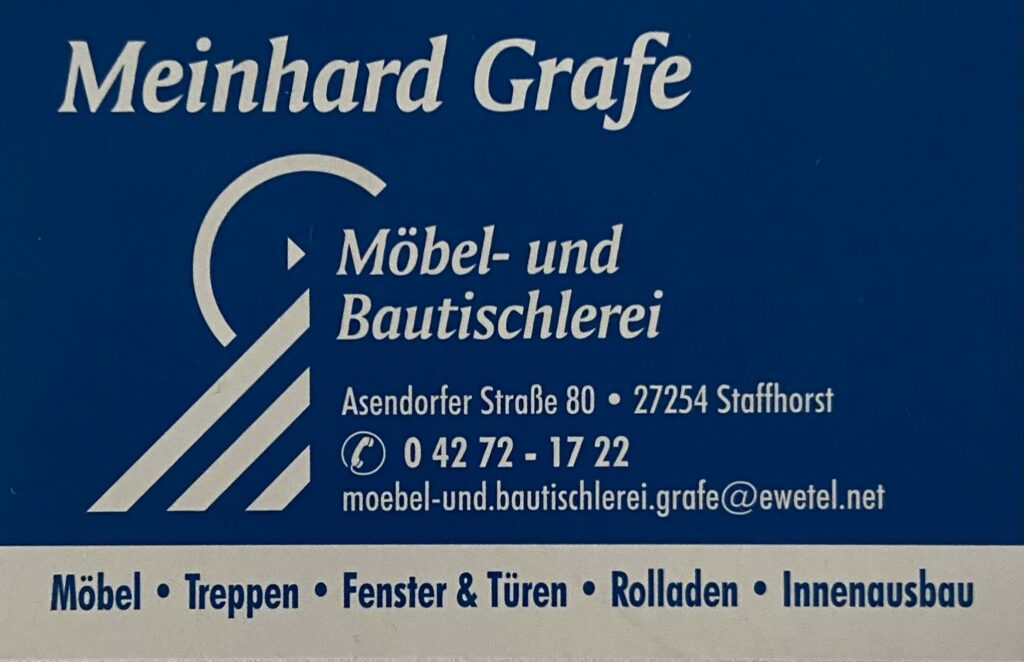 Meinhard Grafe
Möbel- und
Bautischlerei
Asendorfer Straße 80 • 27254 Staffhorst
✆ 0 42 72 - 17 22
moebel-und.bautischlerei.grafe@ewetel.net
Möbel • Treppen • Fenster & Türen • Rolladen • Innenausbau